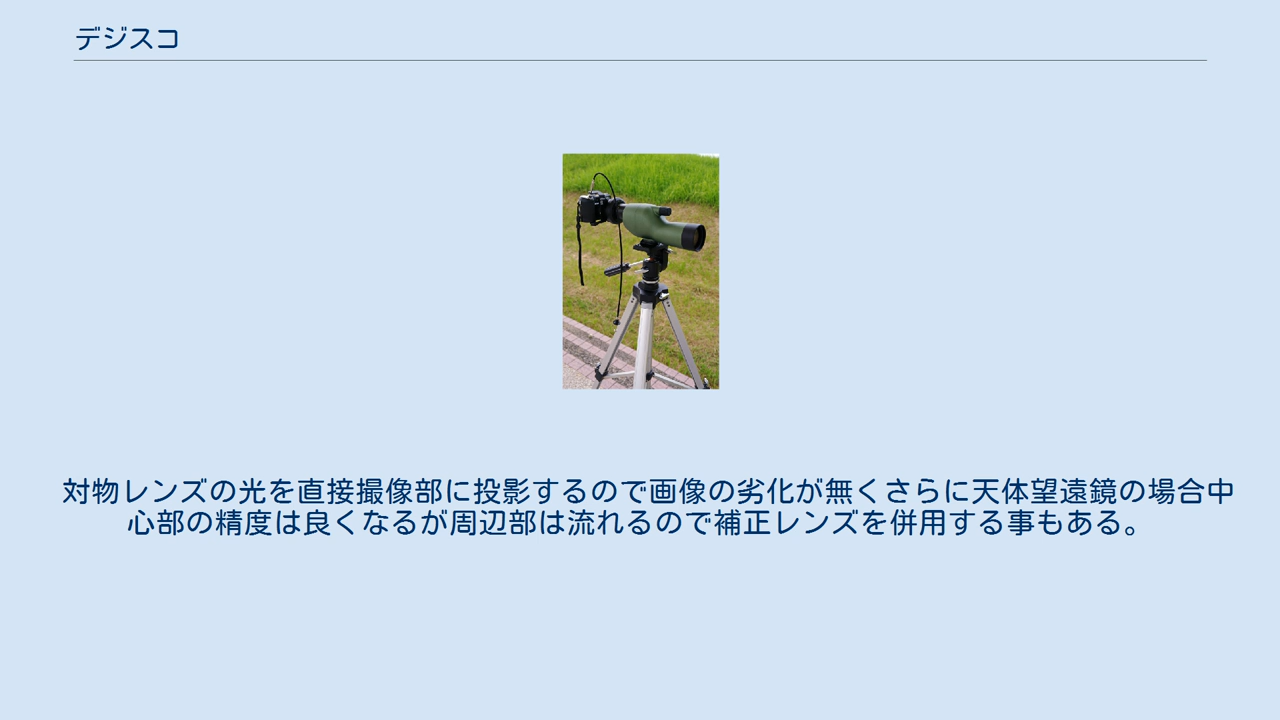 デジスコ
対物レンズの光を直接撮像部に投影するので画像の劣化が無くさらに天体望遠鏡の場合中
心部の精度は良くなるが周辺部は流れるので補正レンズを併用する事もある。